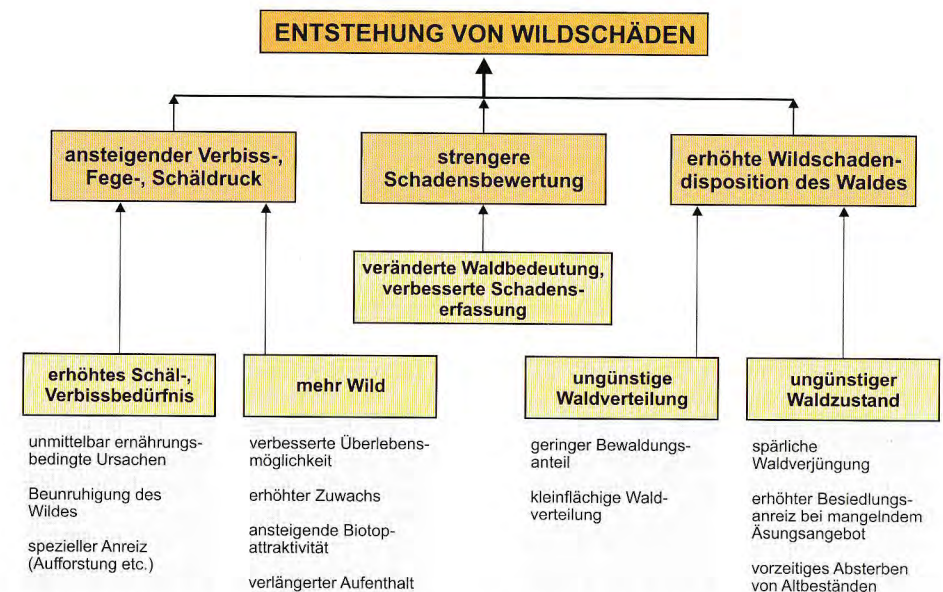 ENTSTEHUNG VON WILDSCHÄDEN
ansteigender Verbiss-,
Fege-, Schäldruck
strengere
Schadensbewertung
erhöhte Wildschaden-
disposition des Waldes
veränderte Waldbedeutung,
verbesserte Schadens-
erfassung
erhöhtes Schäl-,
Verbissbedürfnis
mehr Wild
ungünstige
Waldverteilung
ungünstiger
Waldzustand
unmittelbar ernährungs-
bedingte Ursachen
Beunruhigung des
Wildes
spezieller Anreiz
(Aufforstung etc.)
verbesserte Überlebens-
möglichkeit
erhöhter Zuwachs
ansteigende Biotop-
attraktivität
verlängerter Aufenthalt
geringer Bewaldungs-
anteil
kleinflächige Wald-
verteilung
spärliche
Waldverjüngung
erhöhter Besiedlungs-
anreiz bei mangelndem
Äsungsangebot
vorzeitiges Absterben
von Altbeständen